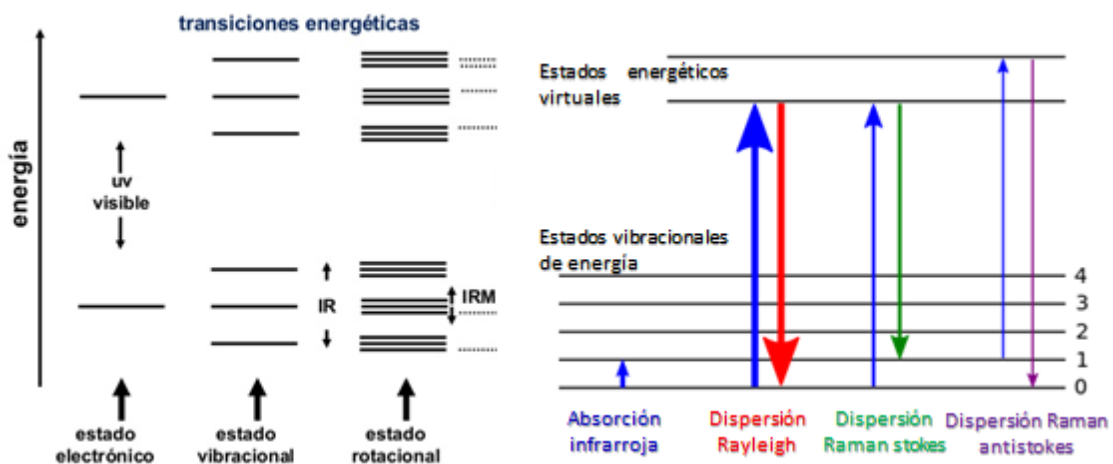 transiciones energéticas
energía
uv
visible
IR
IRM
estado
electrónico
estado
vibracional
estado
rotacional
Estados energéticos
virtuales
Estados vibracionales
de energía
4
3
2
1
0
Absorción
infrarroja
Dispersión
Rayleigh
Dispersión
Raman stokes
Dispersión Raman
antistokes